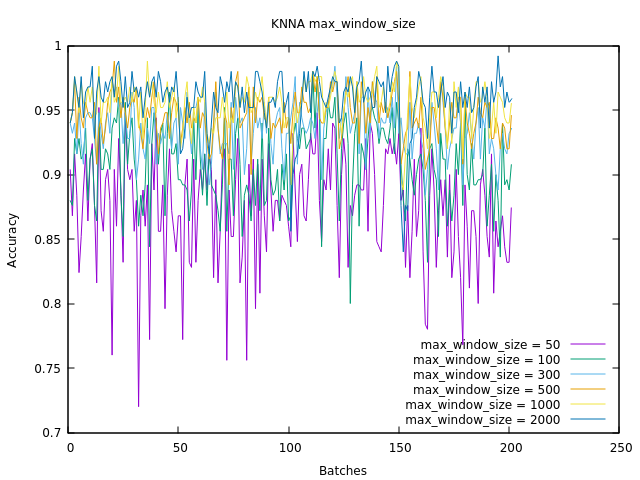 KNNA max_window_size
1
0.95
0.9
0.85
0.8
0.75
0.7
Accuracy
max_window_size = 50
max_window_size = 100
max_window_size = 300
max_window_size = 500
max_window_size = 1000
max_window_size = 2000
0 50 100 150 200 250
Batches